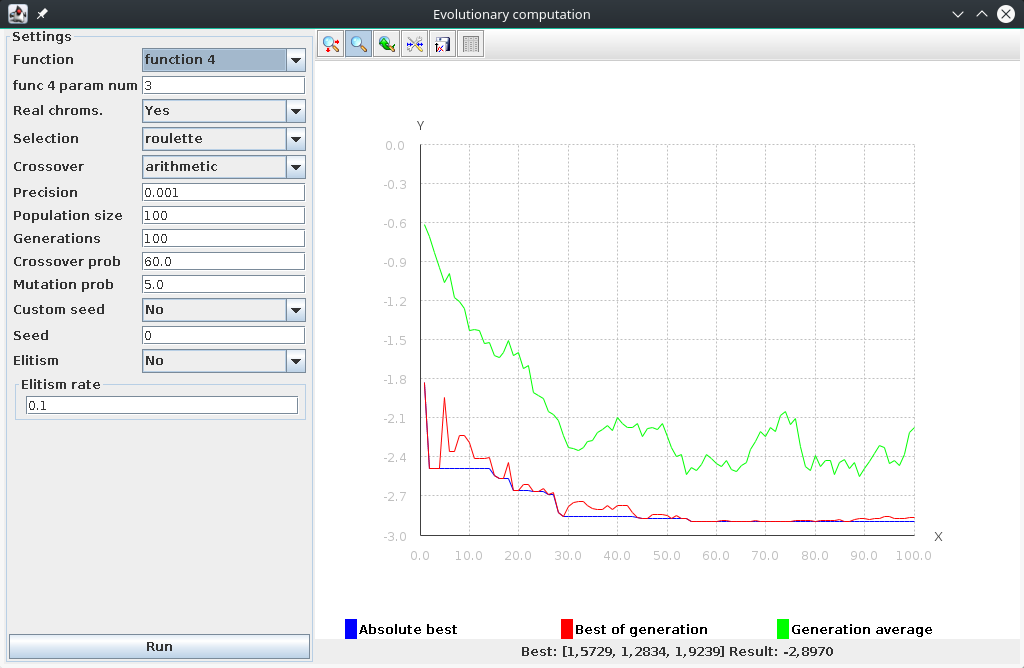 Evolutionary computation
Settings
Function function 4
func 4 param num 3
Real chroms. Yes
Selection roulette
Crossover arithmetic
Precision 0.001
Population size 100
Generations 100
Crossover prob 60.0
Mutation prob 5.0
Custom seed No
Seed 0
Elitism No
Elitism rate
0.1
Run
Y
0.0
-0.3
-0.6
-0.9
-1.2
-1.5
-1.8
-2.1
-2.4
-2.7
-3.0
X
0.0 10.0 20.0 30.0 40.0 50.0 60.0 70.0 80.0 90.0 100.0
Absolute best Best of generation Generation average
Best: [1,5729, 1,2834, 1,9239] Result: -2,8970